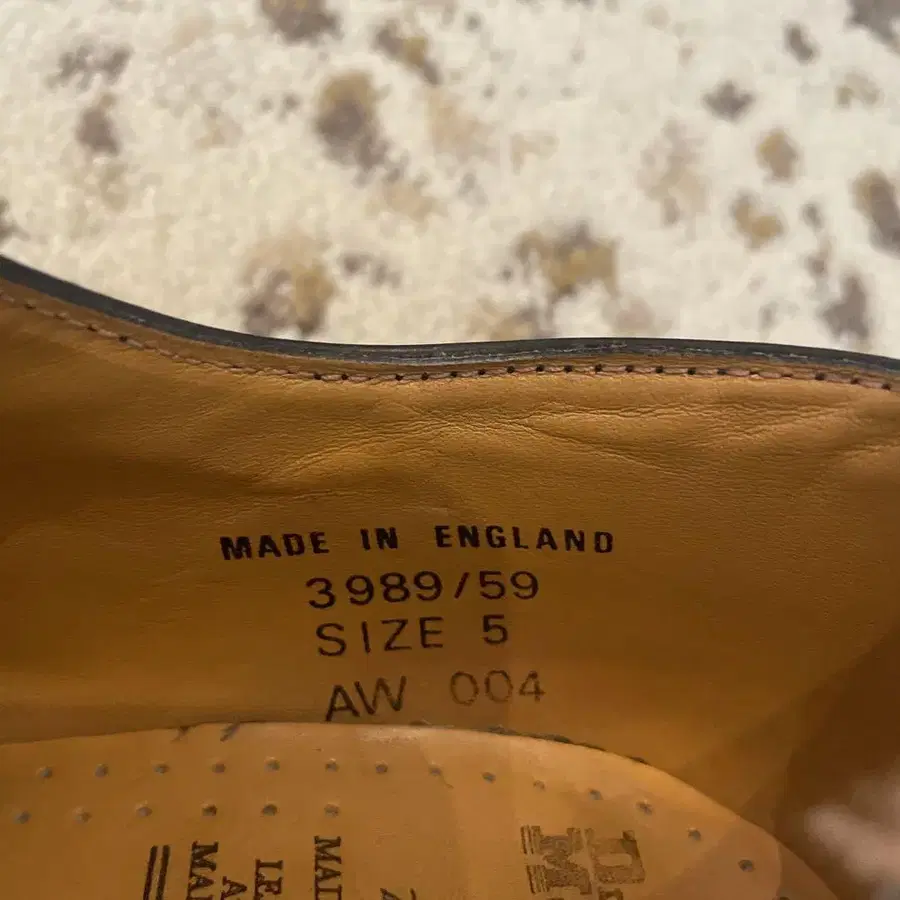 MADE IN ENGLAND
3989/59
SIZE 5
AW 004